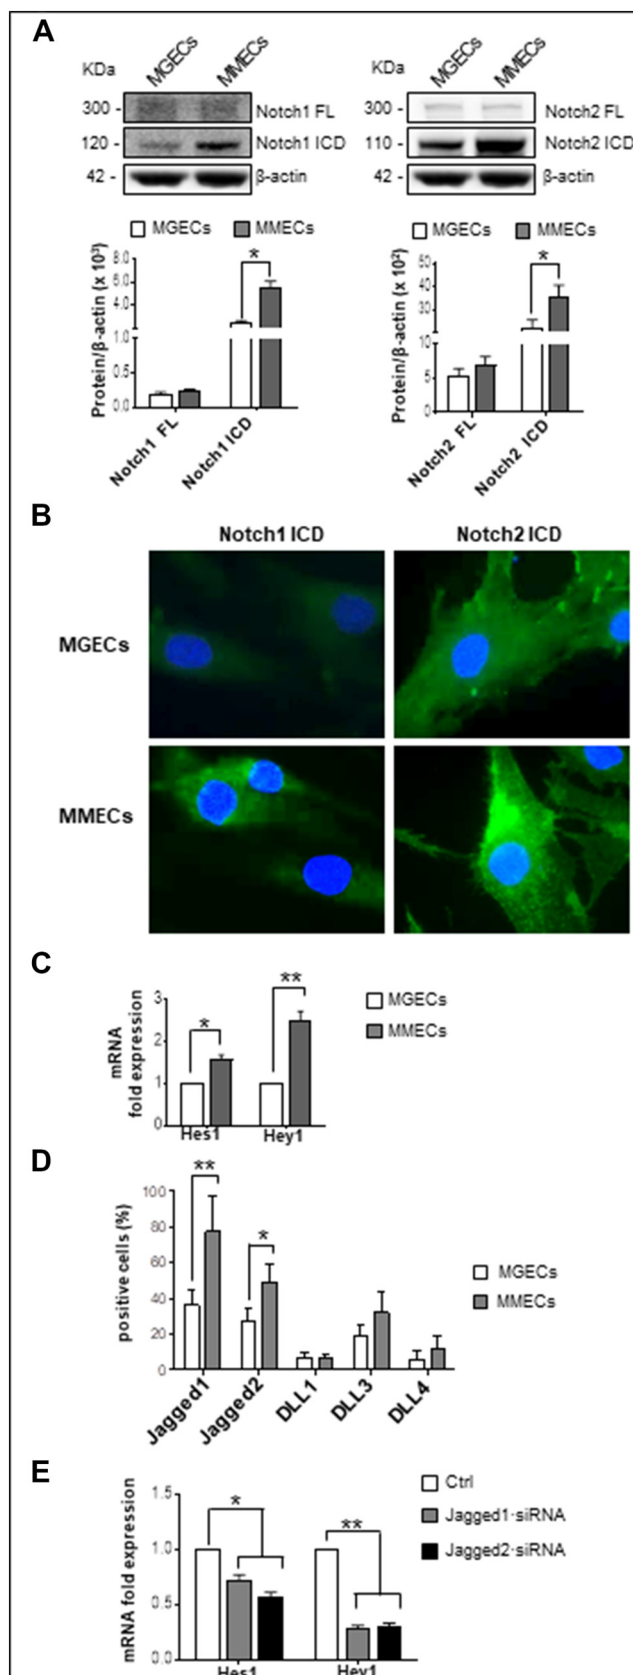 A
KDa MGECs MMECs
300 - Notch1 FL
120 - Notch1 ICD
42 - β-actin
KDa MGECs MMECs
300 - Notch2 FL
110 - Notch2 ICD
42 - β-actin
MGECs MMECs
Protein/β-actin (x 10³)
8.0
6.0
4.0
1.0
0.5
0.0
*
Notch1 FL Notch1 ICD
MGECs MMECs
Protein/β-actin (x 10²)
50
30
10
5
0
*
Notch2 FL Notch2 ICD
B
Notch1 ICD Notch2 ICD
MGECs
MMECs
C
mRNA
fold expression
3
2
1
0
* **
Hes1 Hey1
MGECs
MMECs
D
positive cells (%)
100
80
60
40
20
0
** *
Jagged1 Jagged2 DLL1 DLL3 DLL4
MGECs
MMECs
E
mRNA fold expression
1.5
1.0
0.5
0.0
* **
Hes1 Hey1
Ctrl
Jagged1-siRNA
Jagged2-siRNA